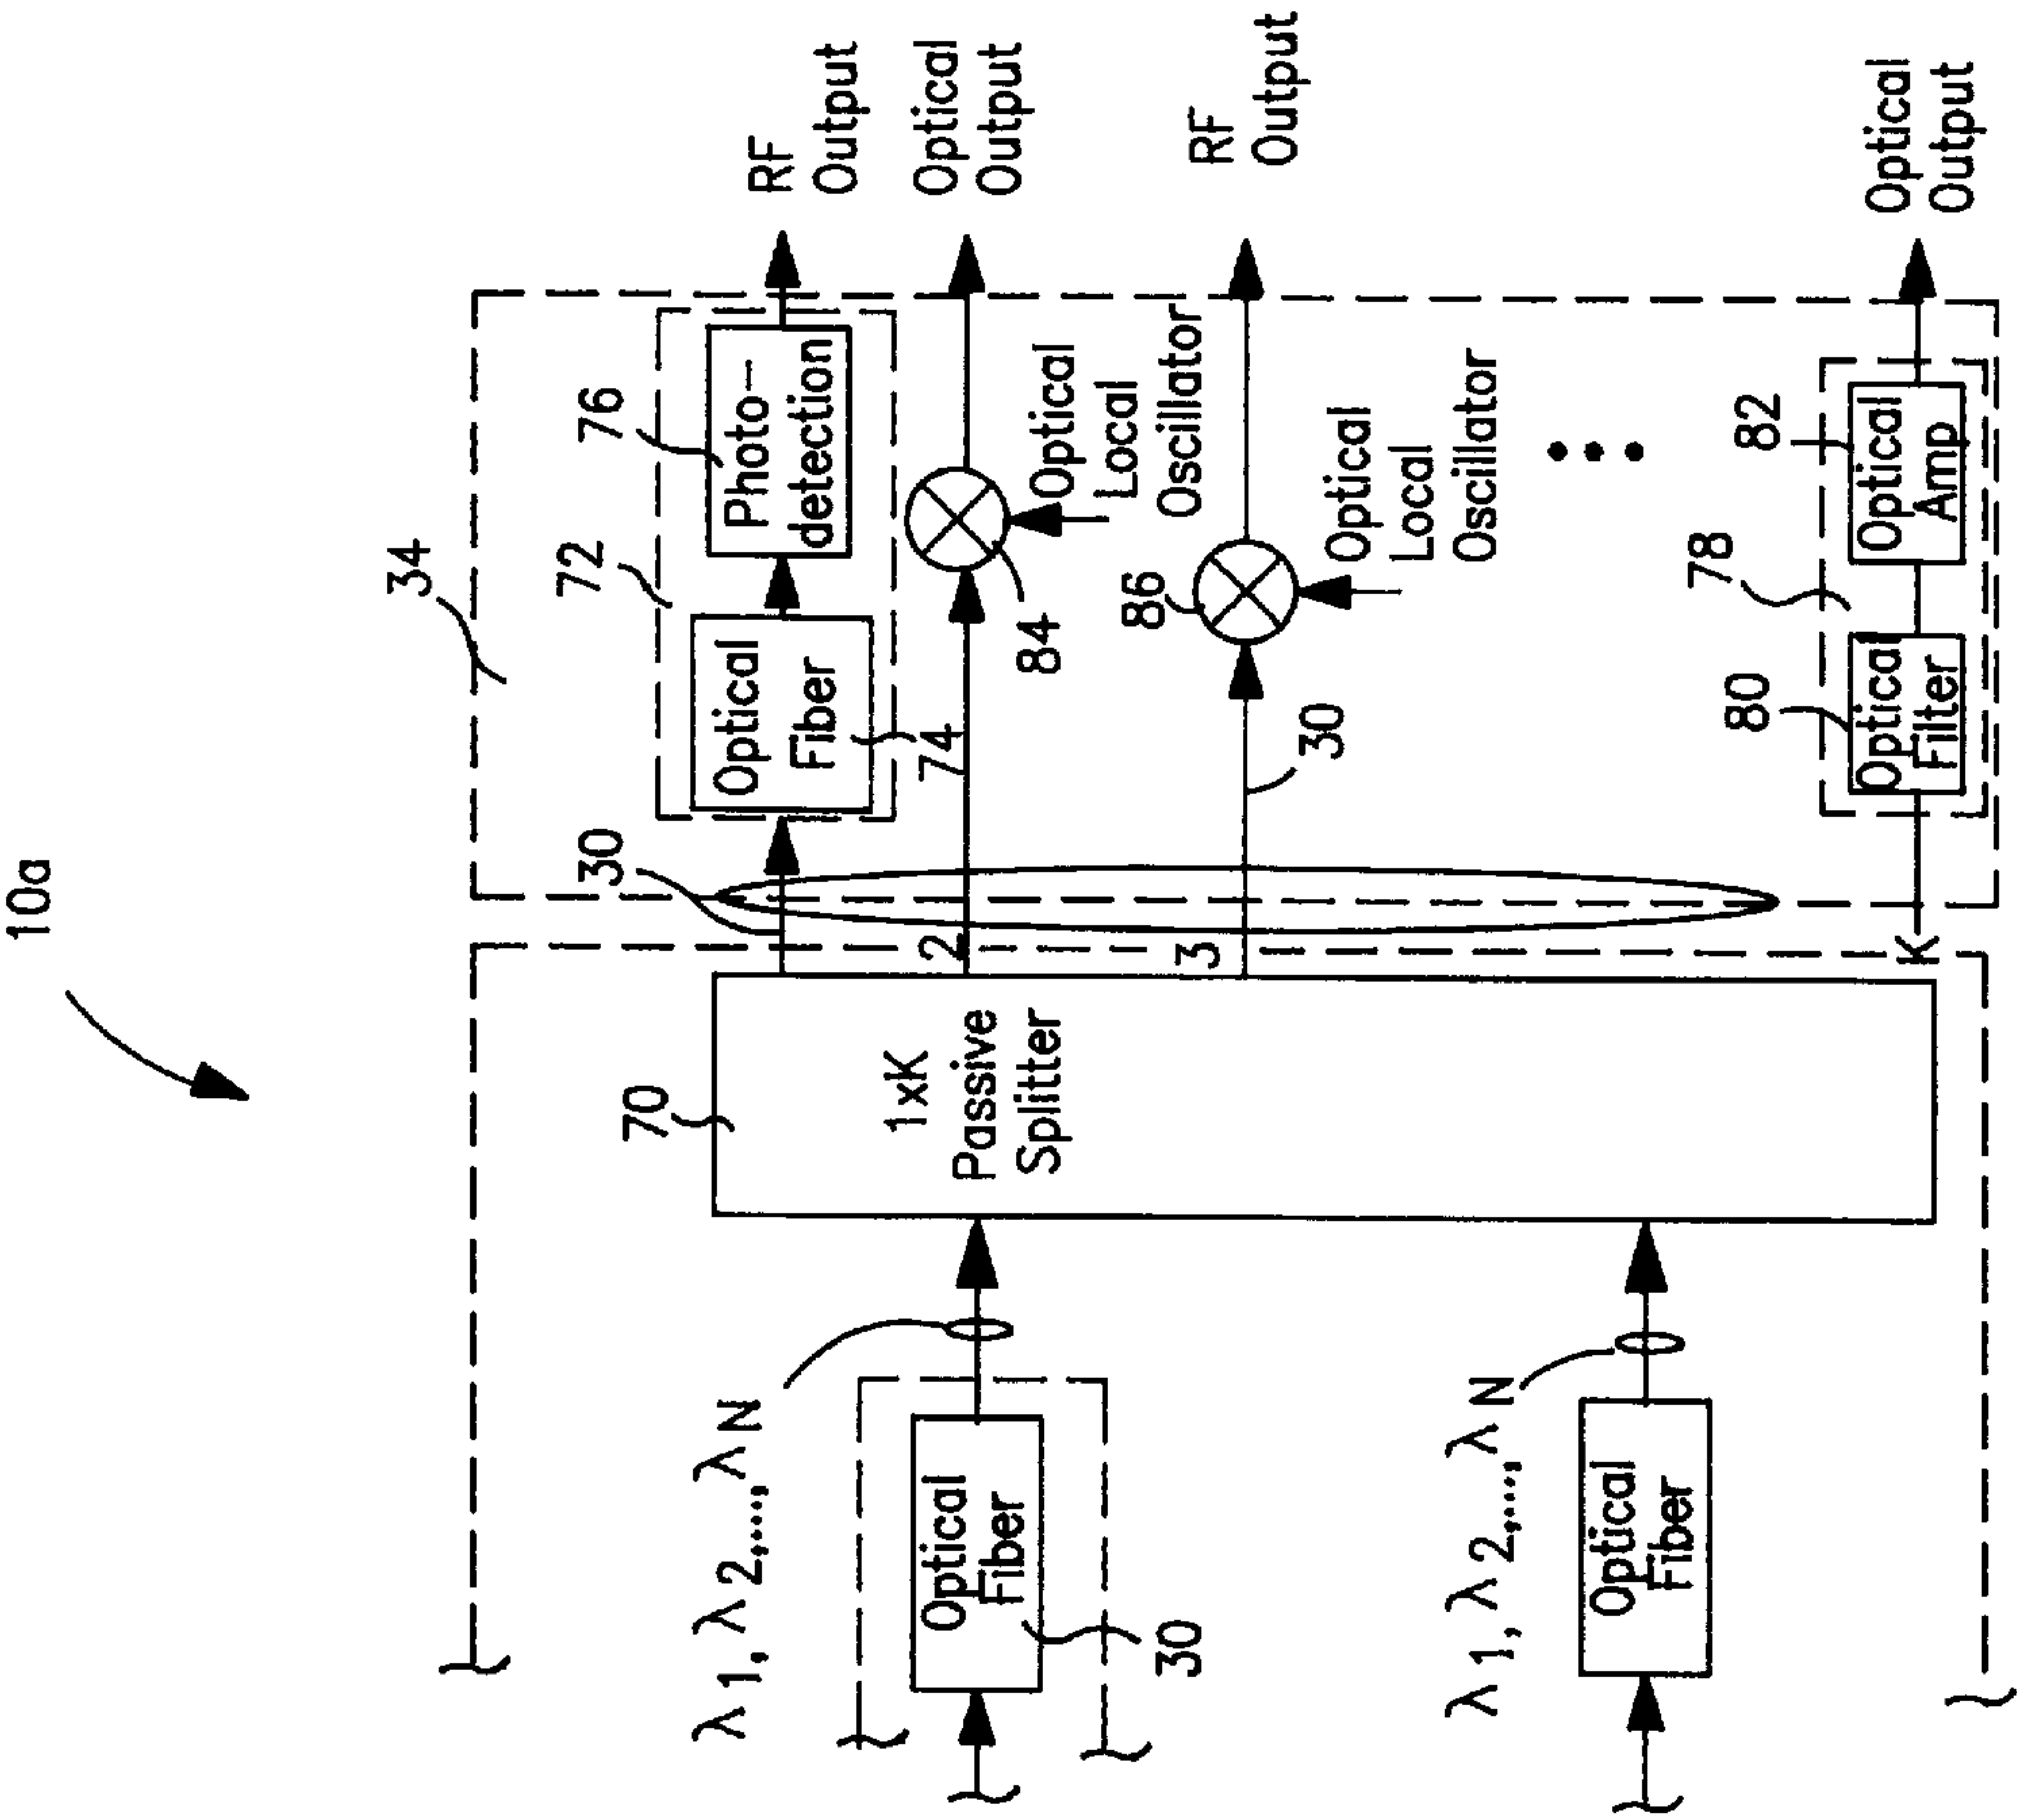 10a
34
30
72
76
Optical
Fiber
74
Photo-
detection
RF
Output
Optical
Output
84
Optical
Local
Oscillator
RF
Output
86
30
Optical
Local
Oscillator
78
80
Optical
Filter
82
Optical
Amp
Optical
Output
2
3
K
70
1xK
Passive
Splitter
λ1, λ2,..., λN
Optical
Fiber
30
λ1, λ2,..., λN
Optical
Fiber